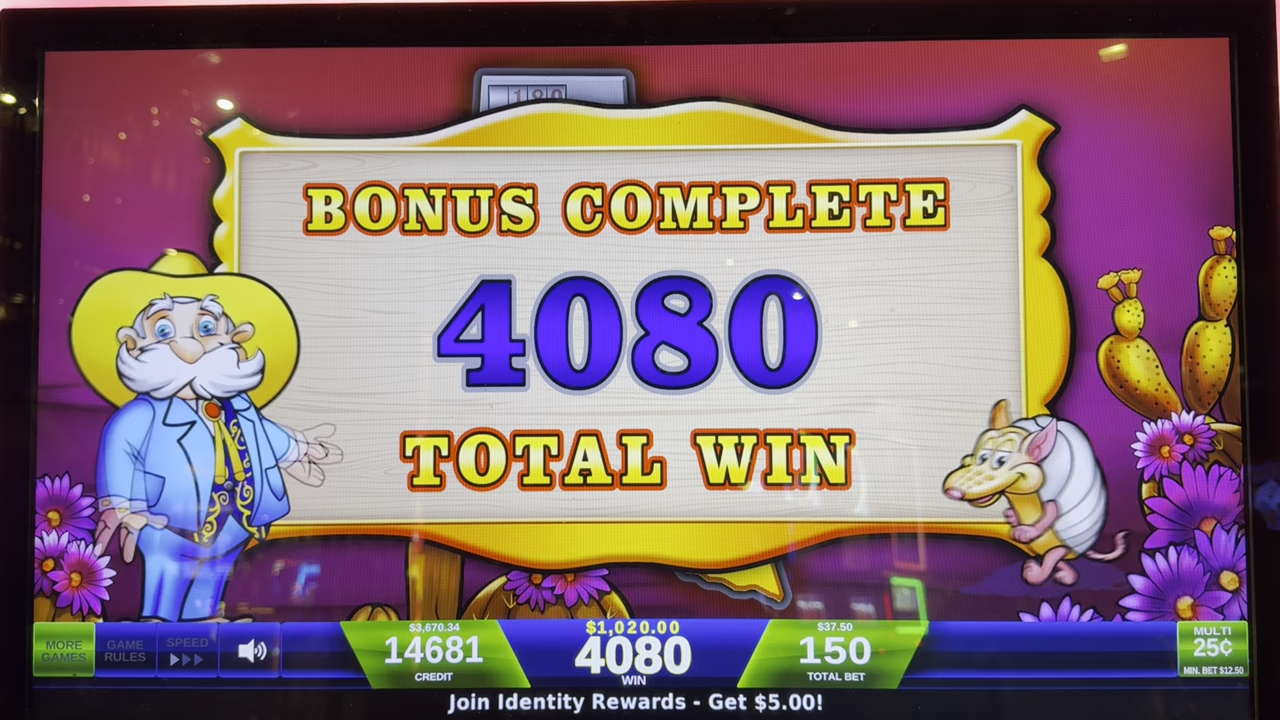 180
BONUS COMPLETE
4080
TOTAL WIN
MORE GAMES
GAME RULES
SPEED
$3,670.34
14681
CREDIT
$1,020.00
4080
WIN
$37.50
150
TOTAL BET
MULTI
25¢
MIN. BET $12.50
Join Identity Rewards - Get $5.00!